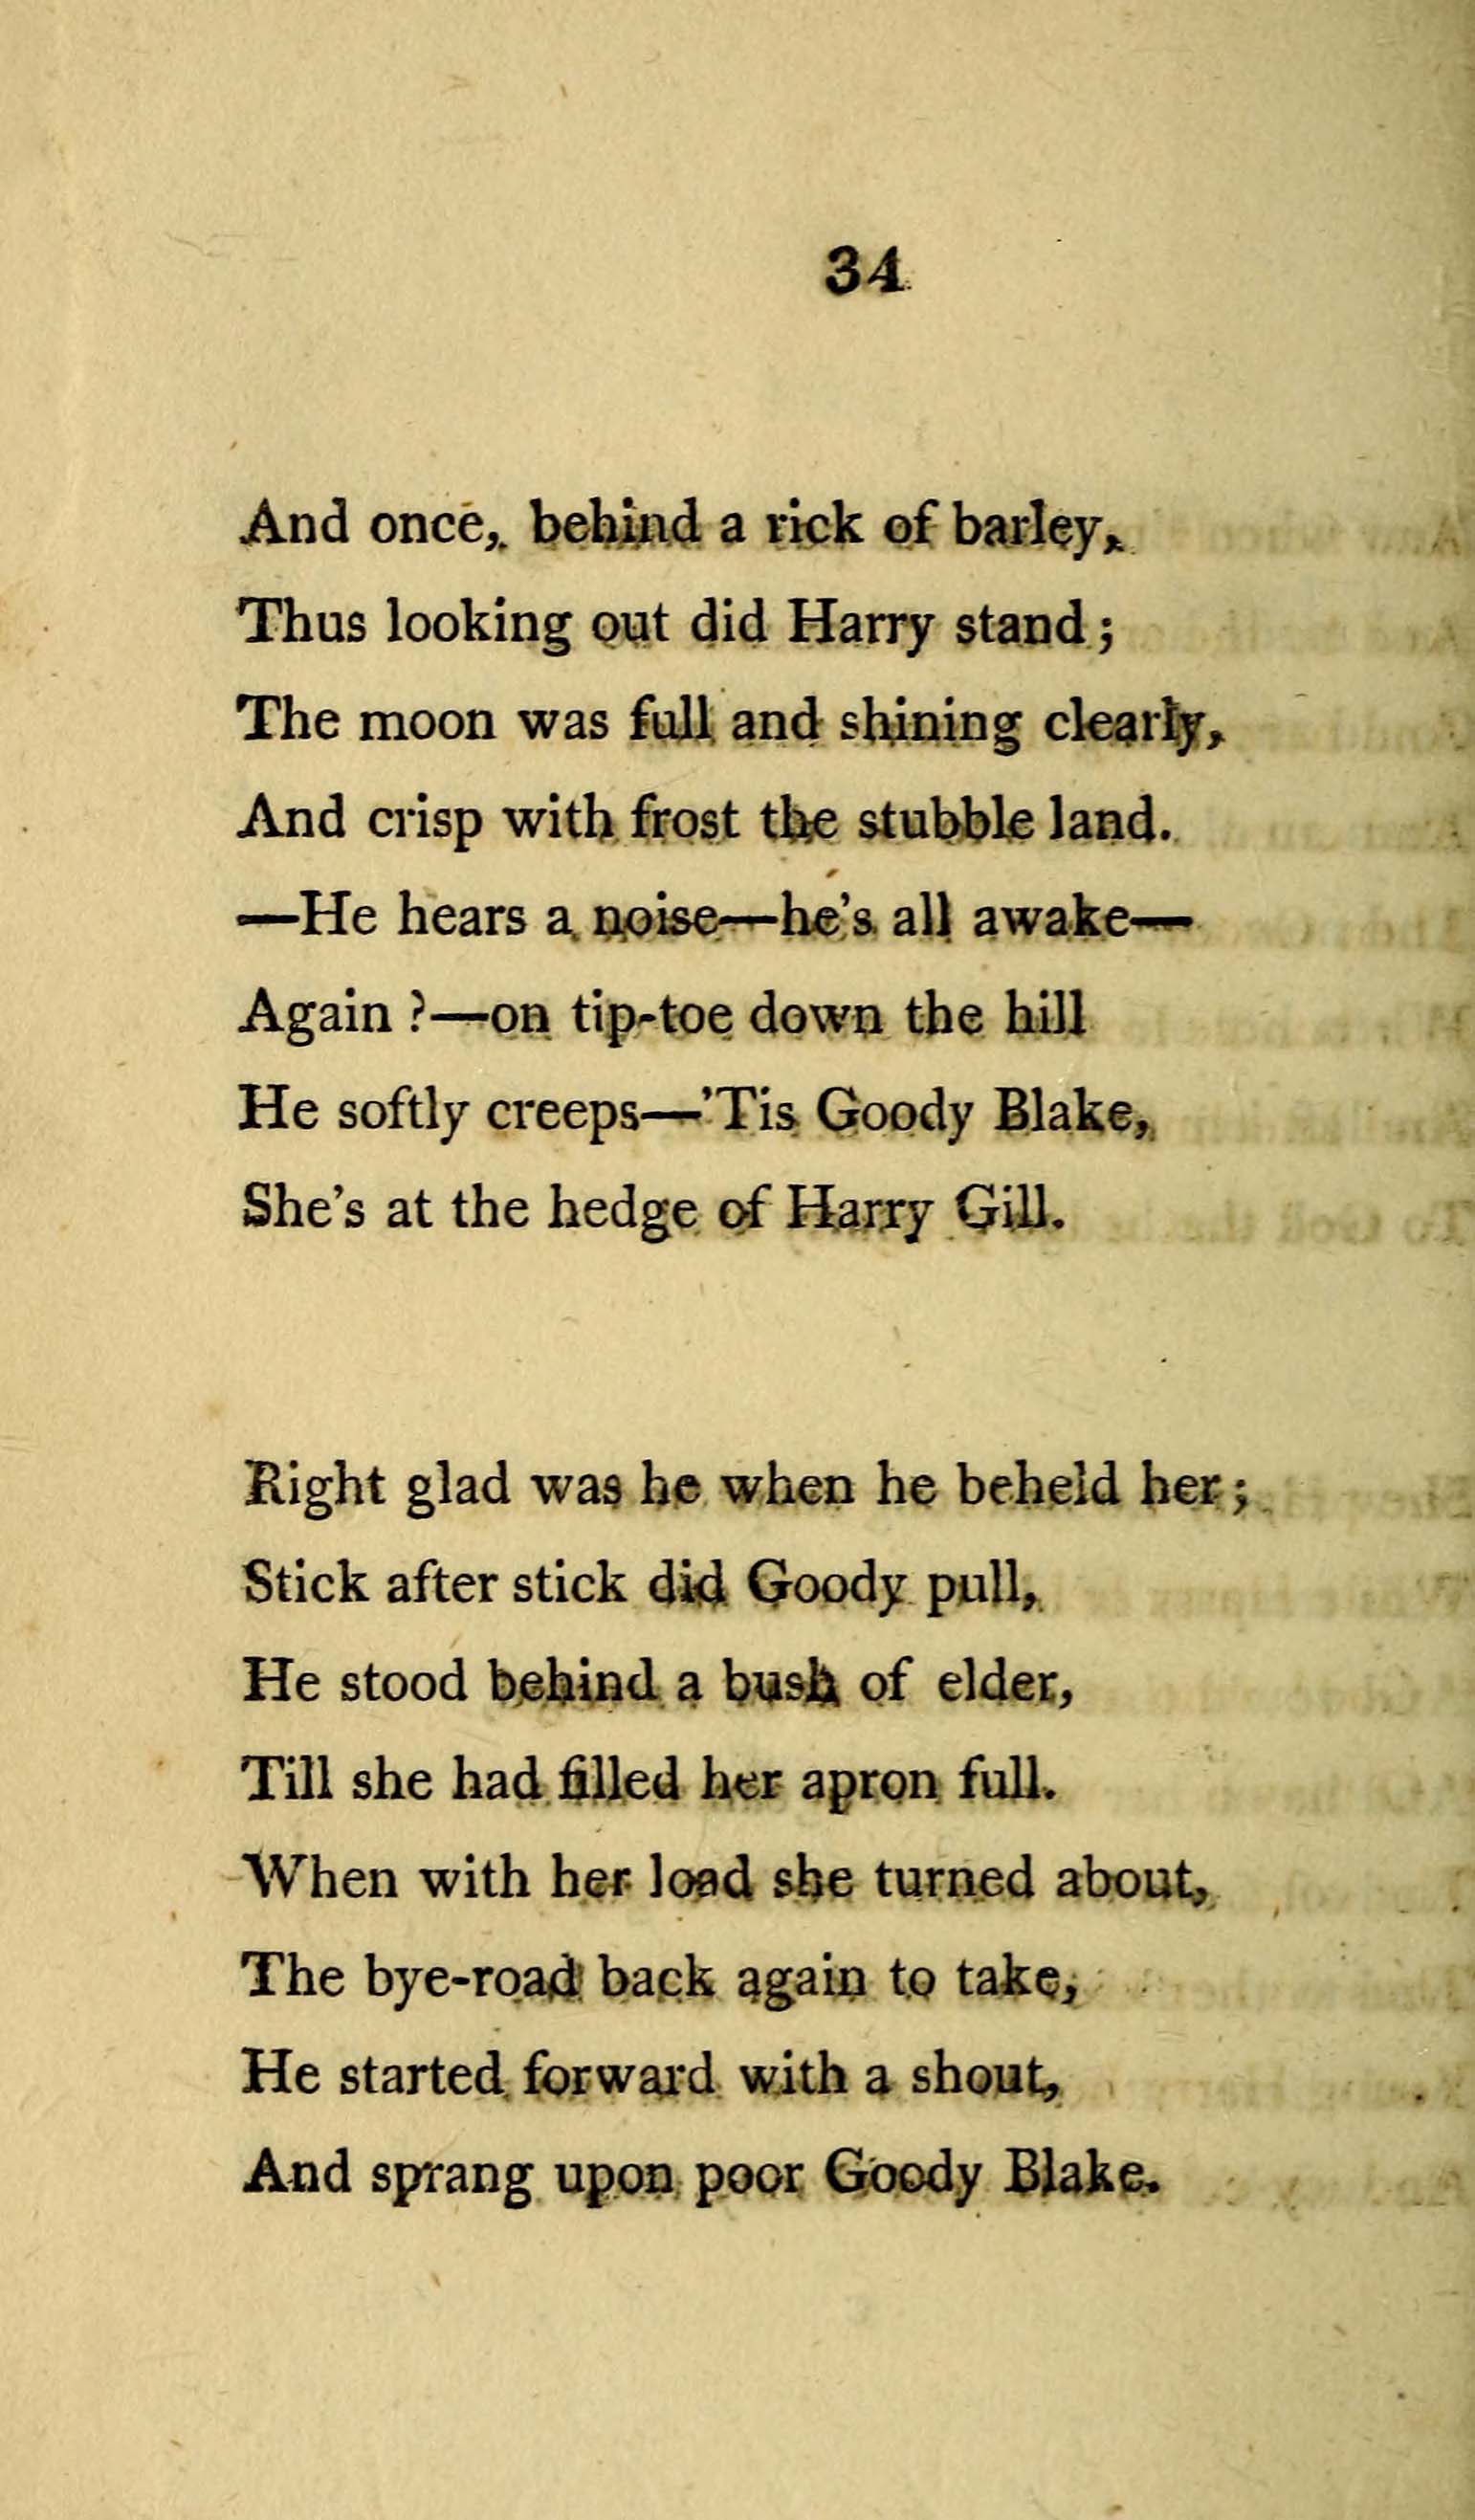 34
And once, behind a rick of barley,
Thus looking out did Harry stand;
The moon was full and shining clearly,
And crisp with frost the stubble land.
—He hears a noise—he's all awake—
Again?—on tip-toe down the hill
He softly creeps—'Tis Goody Blake,
She's at the hedge of Harry Gill.
Right glad was he when he beheld her;
Stick after stick did Goody pull,
He stood behind a bush of elder,
Till she had filled her apron full.
When with her load she turned about,
The bye-road back again to take,
He started forward with a shout,
And sprang upon poor Goody Blake.